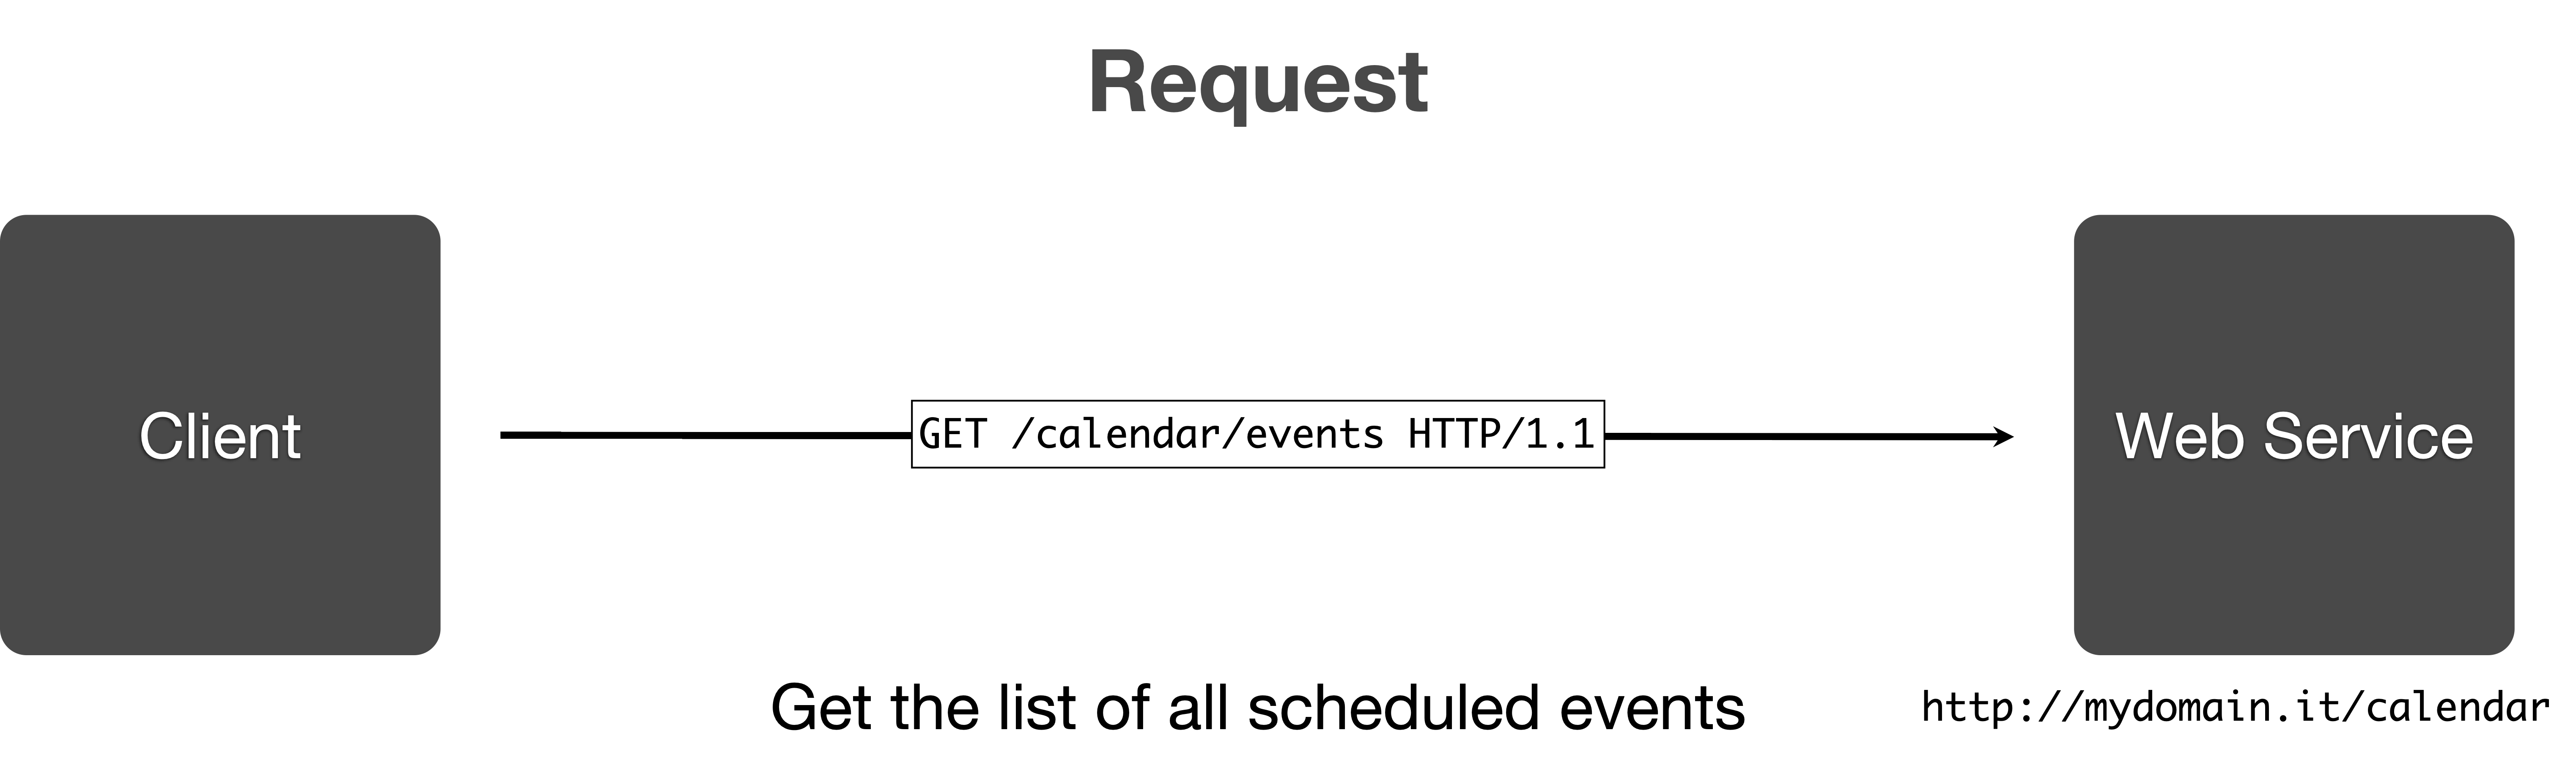 Request
Client
GET /calendar/events HTTP/1.1
Web Service
Get the list of all scheduled events
http://mydomain.it/calendar